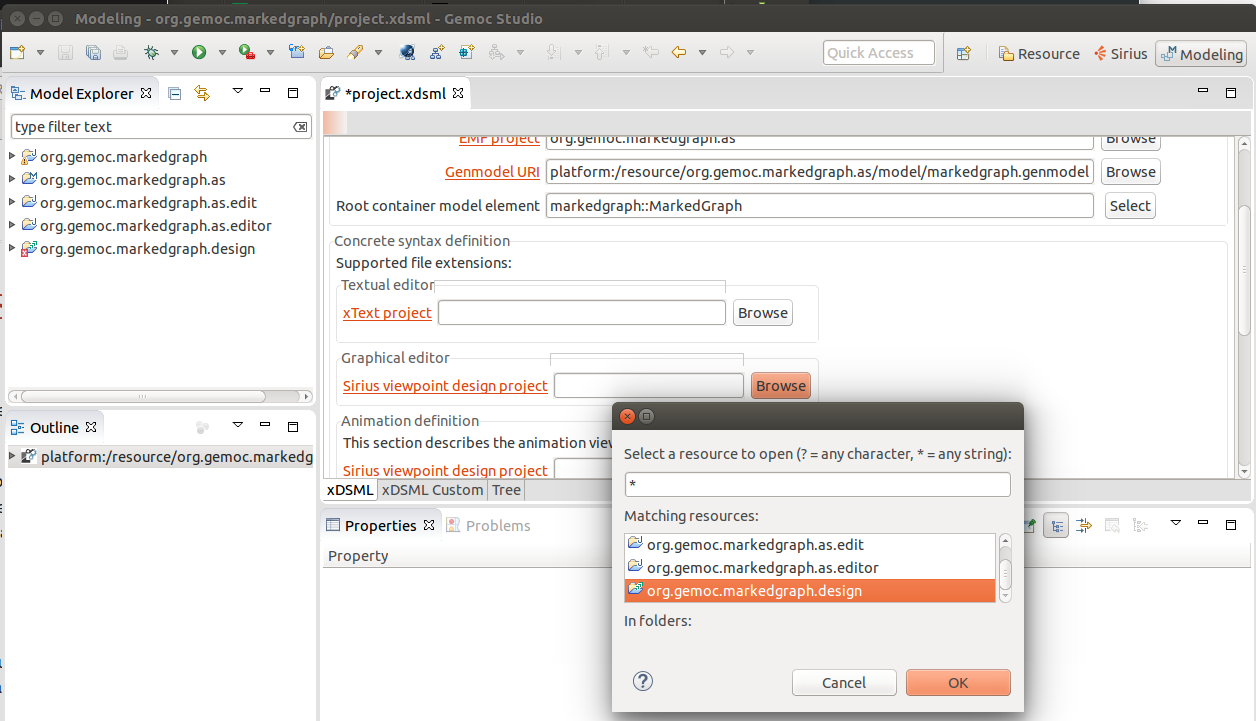 Modeling - org.gemoc.markedgraph/project.xdsml - Gemoc Studio
Quick Access
Resource
Sirius
Modeling
Model Explorer
type filter text
org.gemoc.markedgraph
org.gemoc.markedgraph.as
org.gemoc.markedgraph.as.edit
org.gemoc.markedgraph.as.editor
org.gemoc.markedgraph.design
Outline
platform:/resource/org.gemoc.markedg
*project.xdsml
EMF project org.gemoc.markedgraph.as Browse
Genmodel URI platform:/resource/org.gemoc.markedgraph.as/model/markedgraph.genmodel Browse
Root container model element markedgraph::MarkedGraph Select
Concrete syntax definition
Supported file extensions:
Textual editor
xText project Browse
Graphical editor
Sirius viewpoint design project Browse
Animation definition
This section describes the animation view
Sirius viewpoint design project
xDSML xDSML Custom Tree
Properties Problems
Property
Select a resource to open (? = any character, * = any string):
*
Matching resources:
org.gemoc.markedgraph.as.edit
org.gemoc.markedgraph.as.editor
org.gemoc.markedgraph.design
In folders:
?
Cancel OK